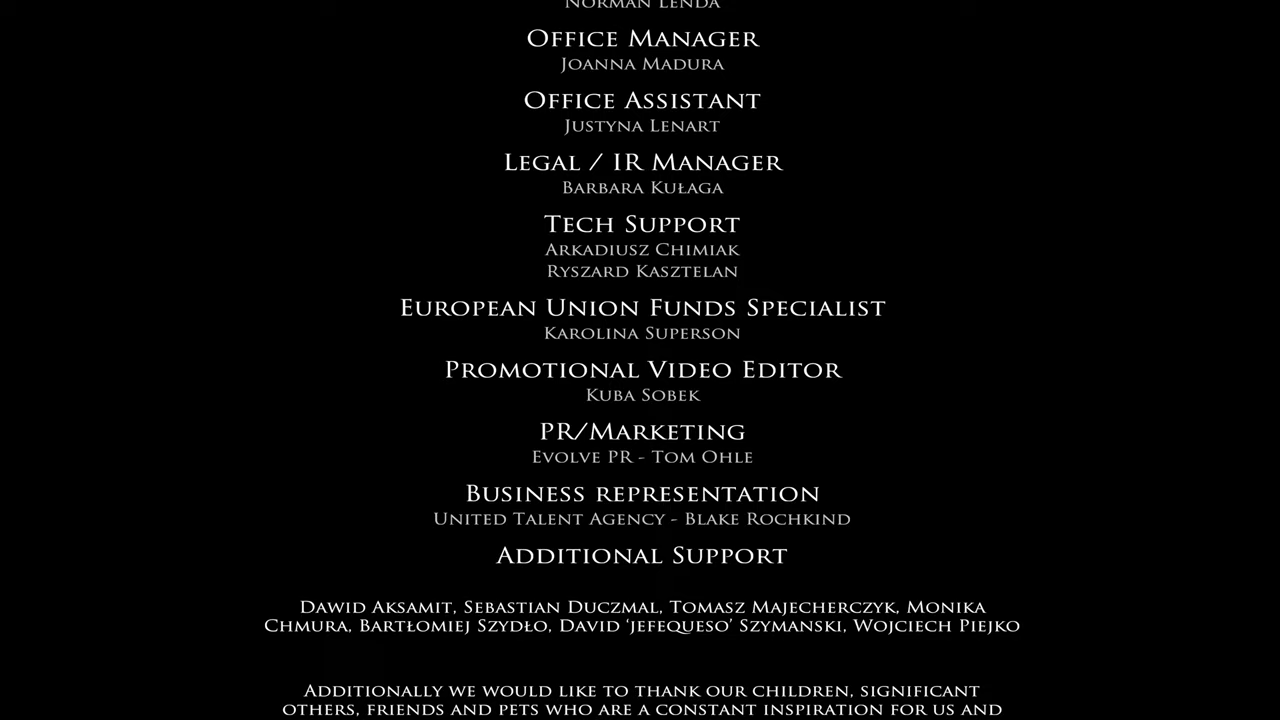 Norman Lenda
Office Manager
Joanna Madura
Office Assistant
Justyna Lenart
Legal / IR Manager
Barbara Kułaga
Tech Support
Arkadiusz Chimiak
Ryszard Kasztelan
European Union Funds Specialist
Karolina Superson
Promotional Video Editor
Kuba Sobek
PR/Marketing
Evolve PR - Tom Ohle
Business representation
United Talent Agency - Blake Rochkind
Additional Support
Dawid Aksamit, Sebastian Duczmal, Tomasz Majecherczyk, Monika
Chmura, Bartłomiej Szydło, David ‘jefequeso’ Szymanski, Wojciech Piejko
Additionally we would like to thank our children, significant
others, friends and pets who are a constant inspiration for us and